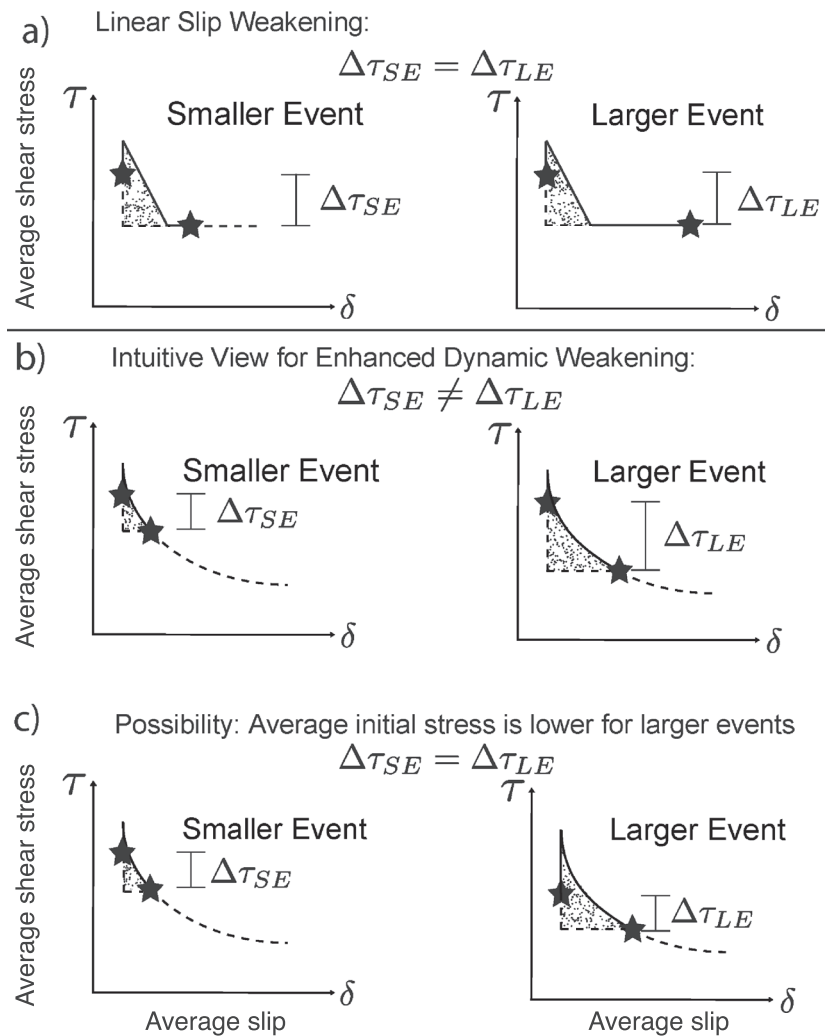 a) Linear Slip Weakening:
Δτ_SE = Δτ_LE
τ Smaller Event τ Larger Event
Average shear stress
Δτ_SE Δτ_LE
δ δ
b) Intuitive View for Enhanced Dynamic Weakening:
Δτ_SE ≠ Δτ_LE
τ Smaller Event τ Larger Event
Average shear stress
Δτ_SE Δτ_LE
δ δ
c) Possibility: Average initial stress is lower for larger events
Δτ_SE = Δτ_LE
τ Smaller Event τ Larger Event
Average shear stress
Δτ_SE Δτ_LE
δ δ
Average slip Average slip